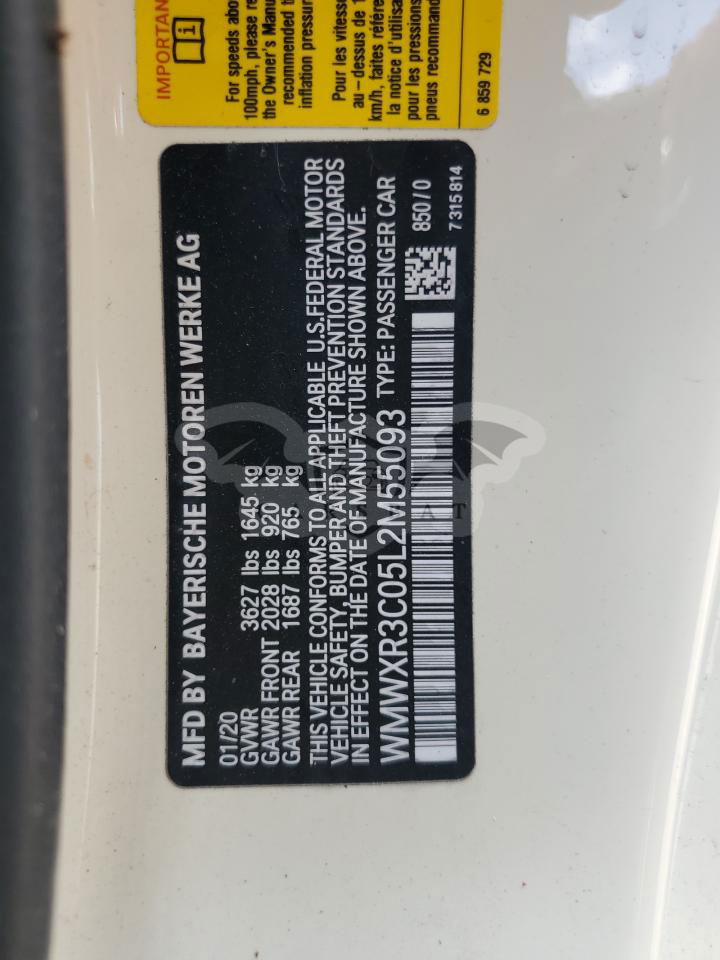 IMPORTAN
For speeds abo
100mph, please re
the Owner's Manu
recommended t
inflation pressur
Pour les vitesse
au-dessus de 1
km/h, faites référe
la notice d'utilisa
pour les pressions
pneus recommand
6 859 729
MFD BY BAYERISCHE MOTOREN WERKE AG
01/20
GVWR 3627 lbs 1645 kg
GAWR FRONT 2028 lbs 920 kg
GAWR REAR 1687 lbs 765 kg
THIS VEHICLE CONFORMS TO ALL APPLICABLE U.S.FEDERAL MOTOR
VEHICLE SAFETY, BUMPER AND THEFT PREVENTION STANDARDS
IN EFFECT ON THE DATE OF MANUFACTURE SHOWN ABOVE.
WMWXR3C05L2M55093 TYPE: PASSENGER CAR
850 / 0
7 315 814